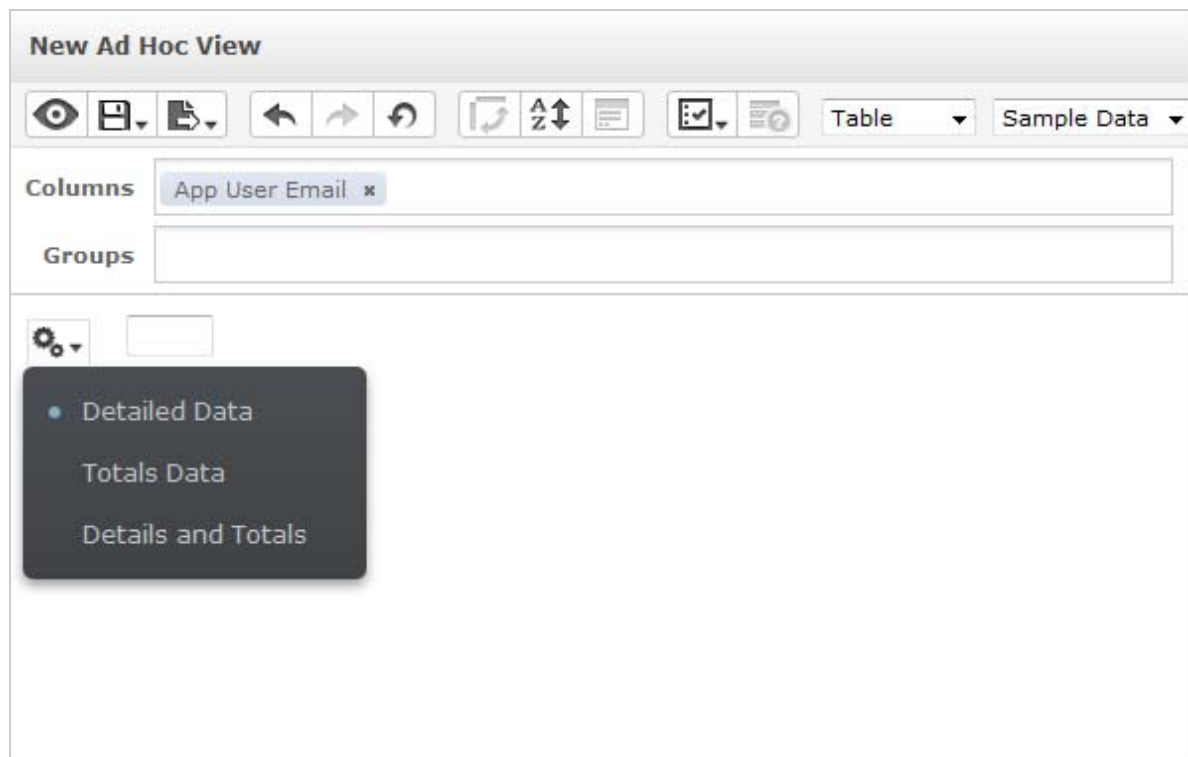 New Ad Hoc View
A Z Table Sample Data
Columns App User Email
Groups
Detailed Data
Totals Data
Details and Totals